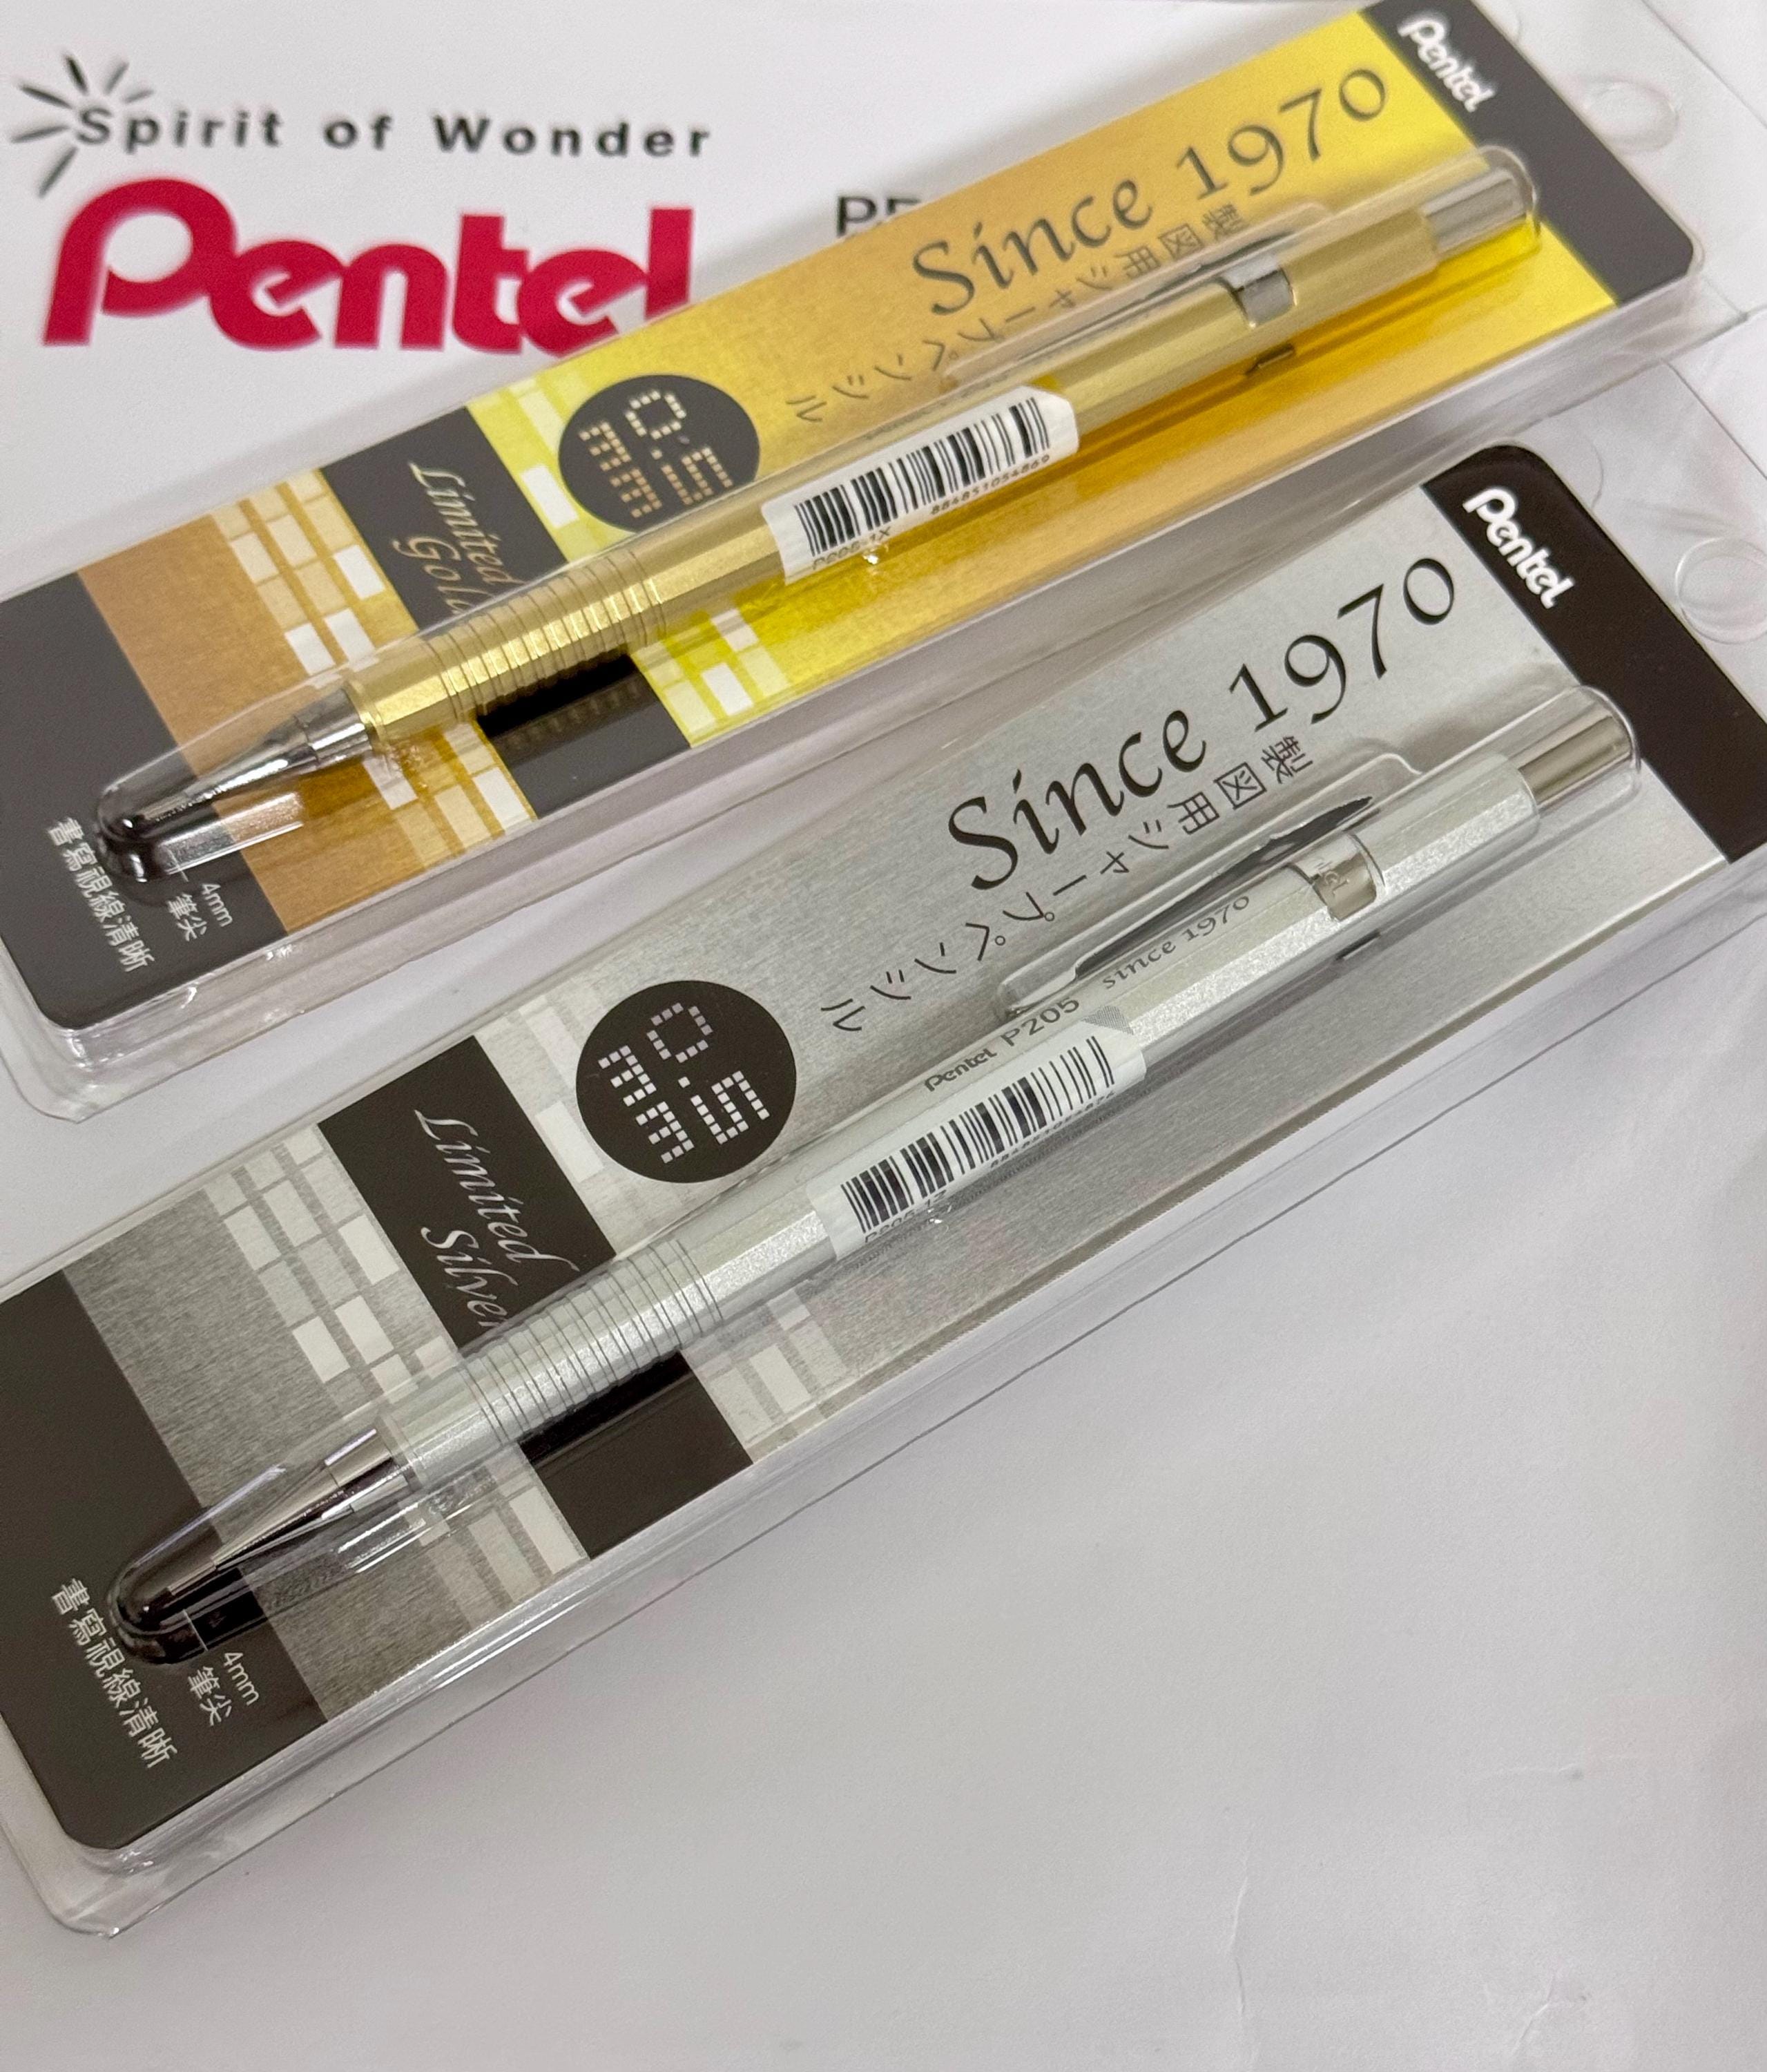 Spirit of Wonder
Pentel
Pentel
Since 1970
製図用シャープペンシル
0.5
mm
Limited
Gold
P205-1X
884851054869
4mm
筆尖
書寫視線清晰
Pentel
Since 1970
製図用シャープペンシル
Pentel P205 since 1970
0.5
mm
Limited
Silver
4mm
筆尖
書寫視線清晰